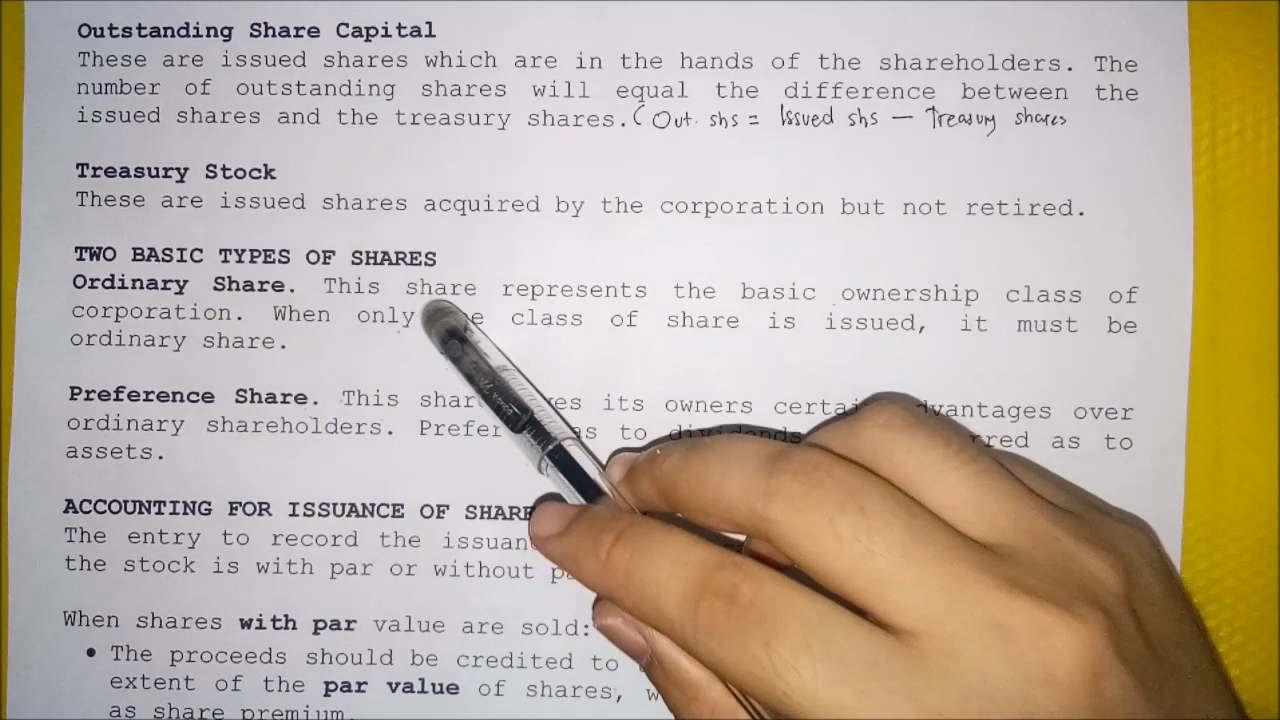 Outstanding Share Capital
These are issued shares which are in the hands of the shareholders. The
number of outstanding shares will equal the difference between the
issued shares and the treasury shares. ( Out. shs = Issued shs — Treasury shares
Treasury Stock
These are issued shares acquired by the corporation but not retired.
TWO BASIC TYPES OF SHARES
Ordinary Share. This share represents the basic ownership class of
corporation. When only class of share is issued, it must be
ordinary share.
Preference Share. This its owners certain advantages over
ordinary shareholders. as to dividends as to
assets.
ACCOUNTING FOR ISSUANCE OF
The entry to record the
the stock is with par or without
When shares with par value are sold:
• The proceeds should be credited to
extent of the par value of shares,
as share premium.